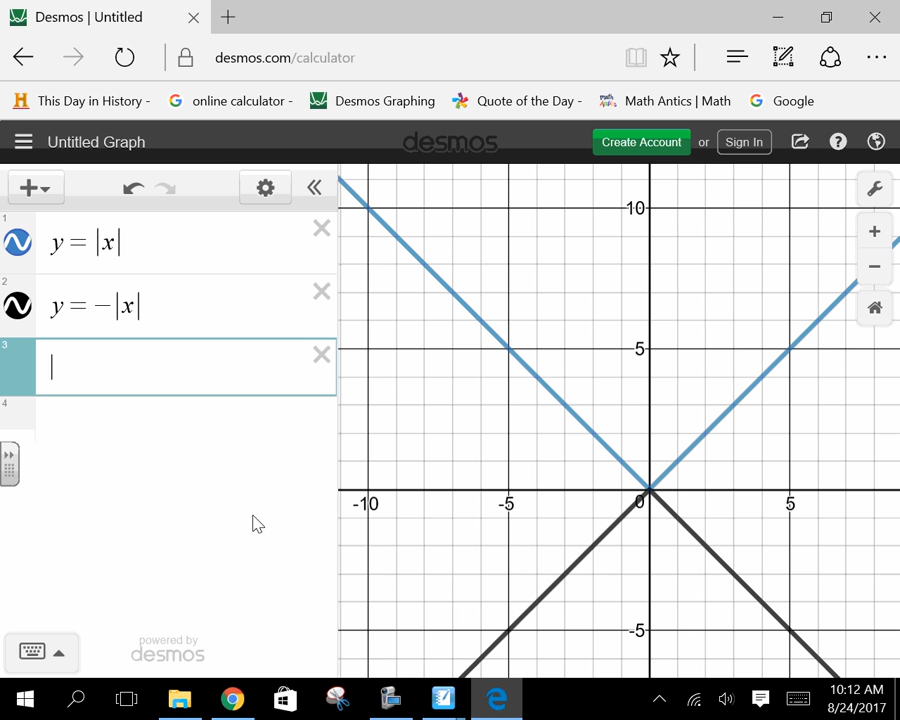 Desmos | Untitled
desmos.com/calculator
This Day in History -
online calculator -
Desmos Graphing
Quote of the Day -
Math Antics | Math
Google
Untitled Graph
desmos
Create Account
or
Sign In
1
y = |x|
2
y = −|x|
3
4
10
5
-10
-5
0
5
-5
powered by
desmos
10:12 AM
8/24/2017